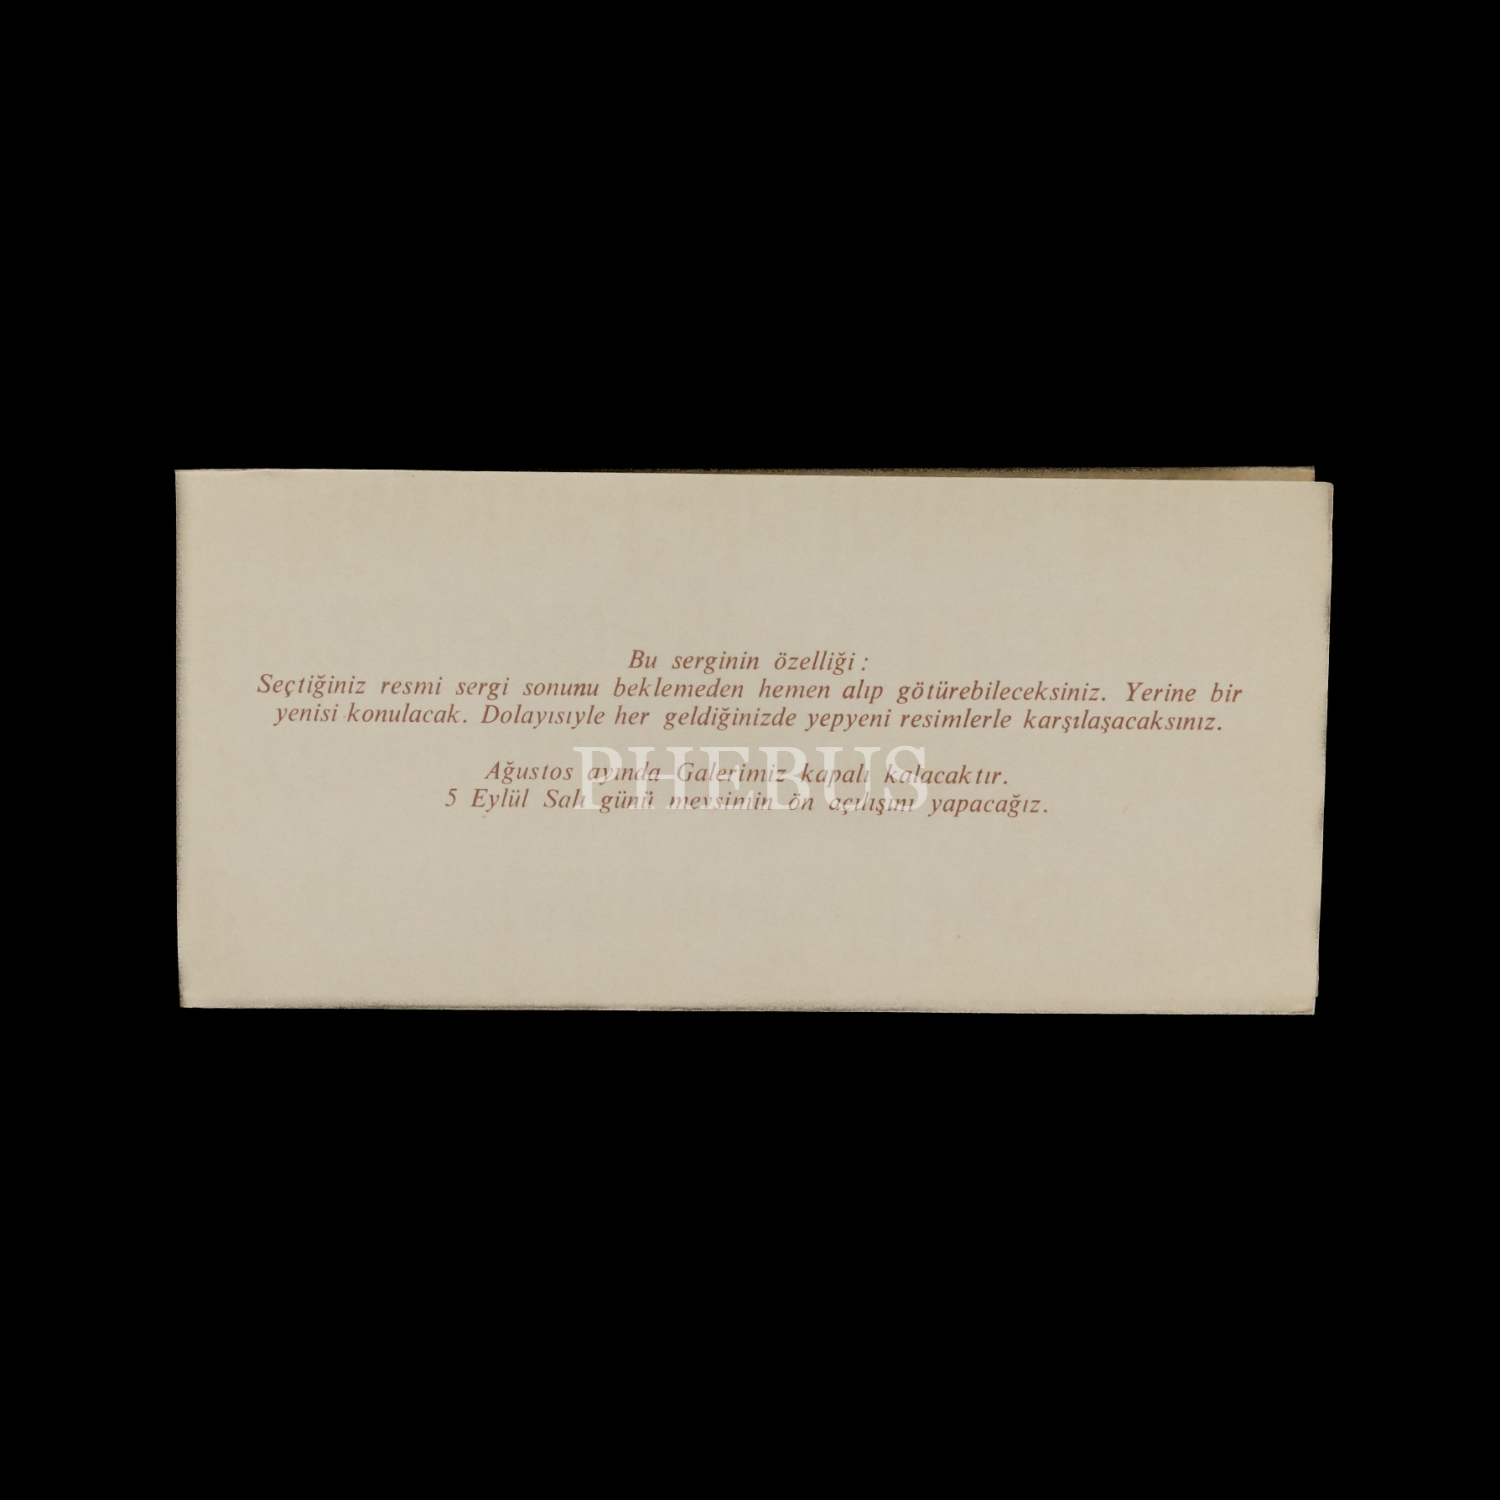 Bu serginin özelliği :
Seçtiğiniz resmi sergi sonunu beklemeden hemen alıp götürebileceksiniz. Yerine bir
yenisi konulacak. Dolayısiyle her geldiğinizde yepyeni resimlerle karşılaşacaksınız.
PHEBUS
Ağustos ayında Galerimiz kapalı kalacaktır.
5 Eylül Salı günü mevsimin ön açılışını yapacağız.